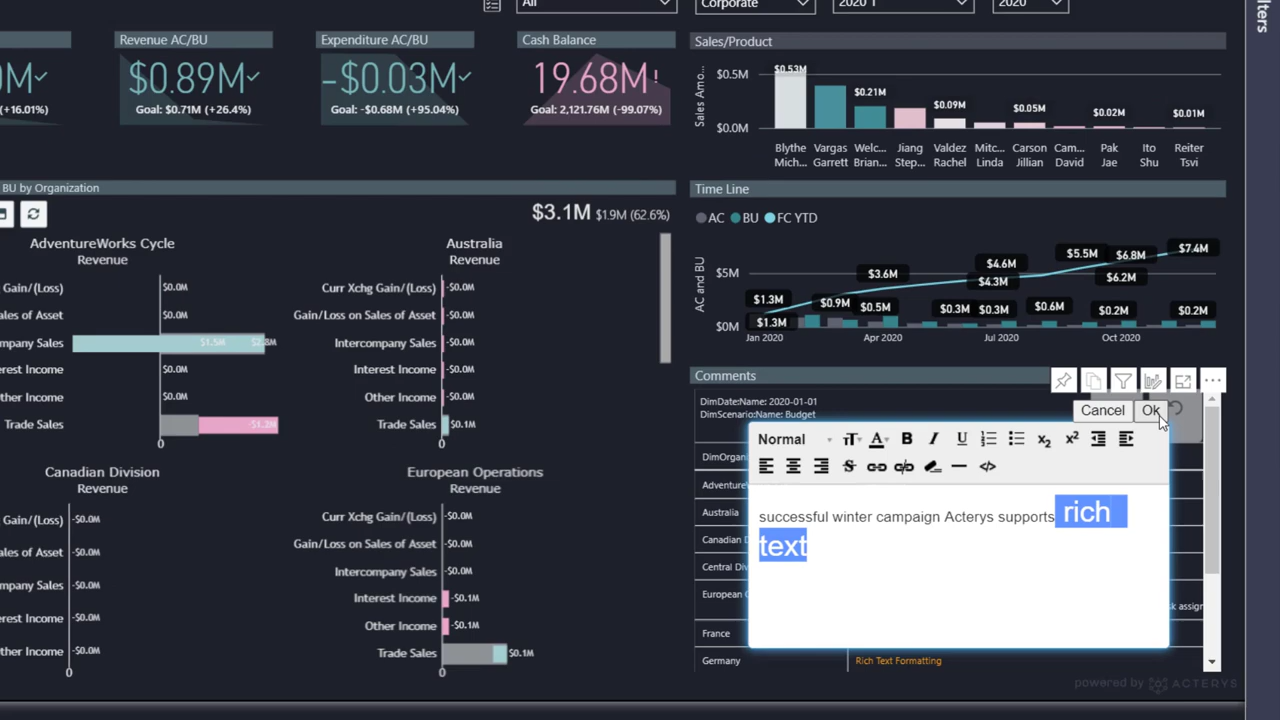 All
Corporate
2020 1
2020
Filters
Revenue AC/BU
Expenditure AC/BU
Cash Balance
0M✓
$0.89M✓
-$0.03M✓
19.68M!
(+16.01%)
Goal: $0.71M (+26.4%)
Goal: -$0.68M (+95.04%)
Goal: 2,121.76M (-99.07%)
Sales/Product
Sales Amo...
$0.5M
$0.0M
$0.53M
$0.21M
$0.09M
$0.05M
$0.02M
$0.01M
Blythe Mich...
Vargas Garrett
Welc... Brian...
Jiang Step...
Valdez Rachel
Mitc... Linda
Carson Jillian
Cam... David
Pak Jae
Ito Shu
Reiter Tsvi
BU by Organization
$3.1M $1.9M (62.6%)
AdventureWorks Cycle
Revenue
Gain/(Loss) $0.0M
ales of Asset $0.0M
mpany Sales $1.5M $2.8M
terest Income $0.0M
ther Income $0.0M
Trade Sales -$1.2M
0
Australia
Revenue
Curr Xchg Gain/(Loss) -$0.0M
Gain/Loss on Sales of Asset -$0.0M
Intercompany Sales -$0.0M
Interest Income -$0.0M
Other Income -$0.0M
Trade Sales $0.1M
0
Canadian Division
Revenue
Gain/(Loss) -$0.0M
ales of Asset -$0.0M
mpany Sales -$0.0M
terest Income -$0.0M
ther Income -$0.0M
0
European Operations
Revenue
Curr Xchg Gain/(Loss) -$0.0M
Gain/Loss on Sales of Asset -$0.0M
Intercompany Sales -$0.0M
Interest Income -$0.1M
Other Income -$0.1M
Trade Sales $0.1M
0
Time Line
AC BU FC YTD
AC and BU
$5M
$0M
$1.3M
$1.3M
$0.9M
$3.6M
$0.5M
$0.3M
$4.6M
$4.3M
$0.3M
$0.6M
$5.5M
$6.8M
$6.2M
$0.2M
$7.4M
$0.2M
Jan 2020
Apr 2020
Jul 2020
Oct 2020
Comments
DimDate:Name: 2020-01-01
DimScenario:Name: Budget
Cancel
Ok
Normal
successful winter campaign Acterys supports rich
text
DimOrgan
Adventure
Australia
Canadian D
Central Div
European O
k assign
France
Germany
Rich Text Formatting
powered by ACTERYS